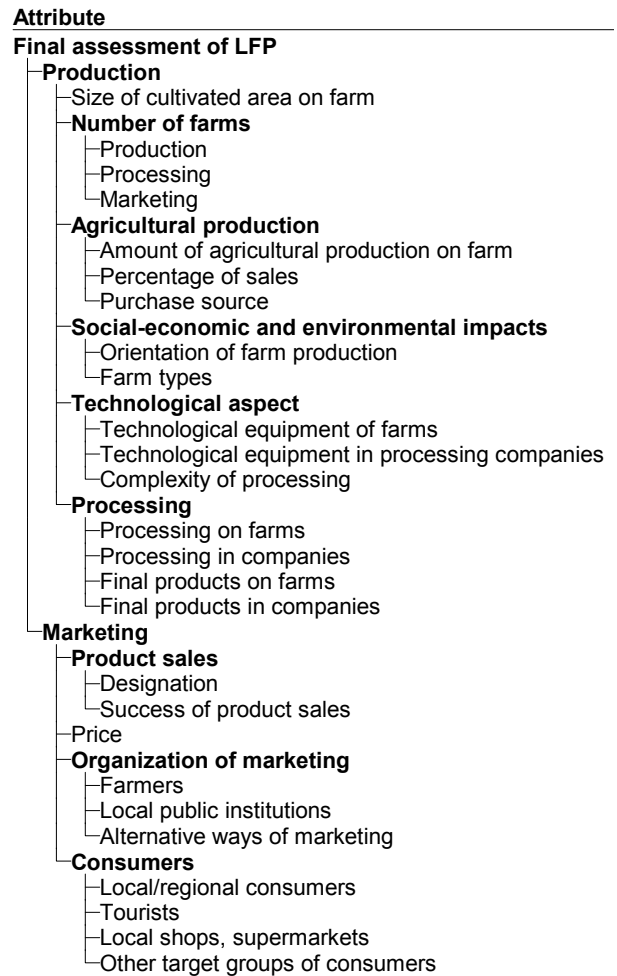 Attribute
Final assessment of LFP
Production
Size of cultivated area on farm
Number of farms
Production
Processing
Marketing
Agricultural production
Amount of agricultural production on farm
Percentage of sales
Purchase source
Social-economic and environmental impacts
Orientation of farm production
Farm types
Technological aspect
Technological equipment of farms
Technological equipment in processing companies
Complexity of processing
Processing
Processing on farms
Processing in companies
Final products on farms
Final products in companies
Marketing
Product sales
Designation
Success of product sales
Price
Organization of marketing
Farmers
Local public institutions
Alternative ways of marketing
Consumers
Local/regional consumers
Tourists
Local shops, supermarkets
Other target groups of consumers